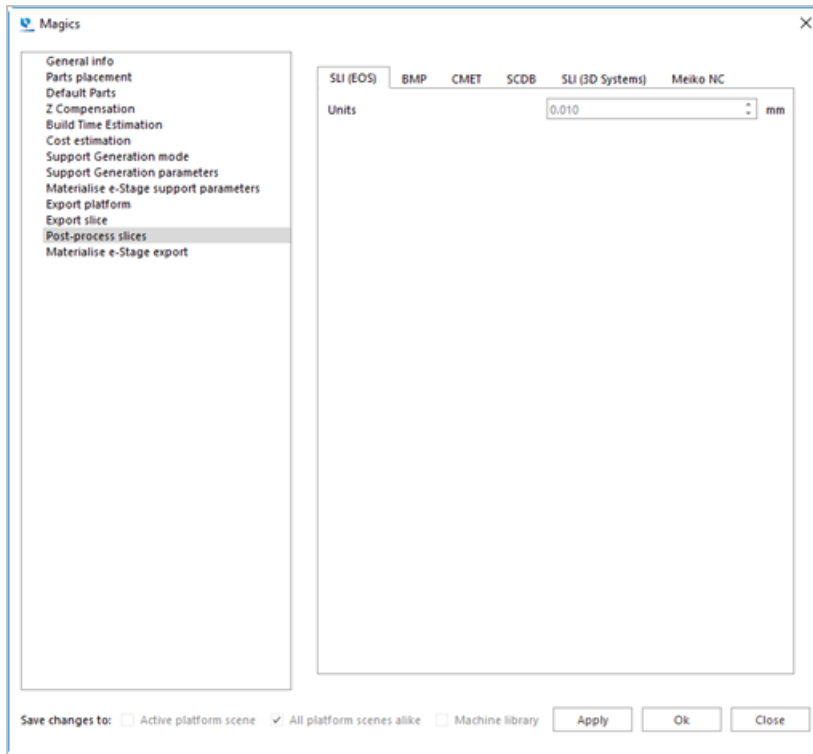 Magics
General info
Parts placement
Default Parts
Z Compensation
Build Time Estimation
Cost estimation
Support Generation mode
Support Generation parameters
Materialise e-Stage support parameters
Export platform
Export slice
Post-process slices
Materialise e-Stage export
SLI (EOS) BMP CMET SCDB SLI (3D Systems) Meiko NC
Units 0.010 mm
Save changes to: Active platform scene All platform scenes alike Machine library Apply Ok Close